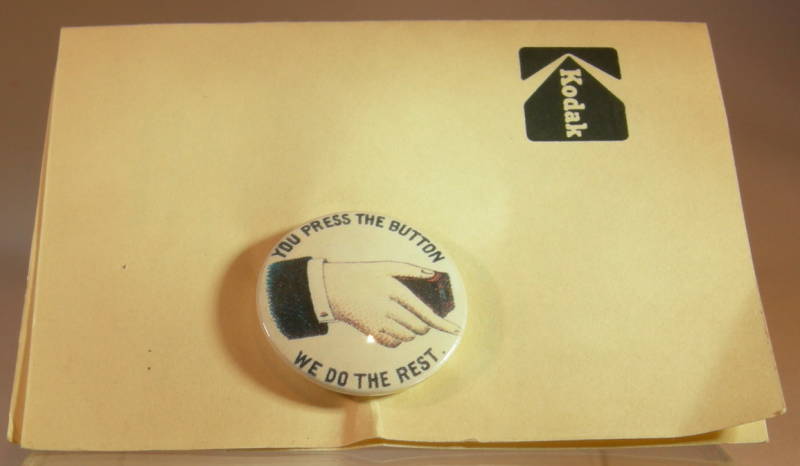 Kodak
YOU PRESS THE BUTTON
WE DO THE REST.